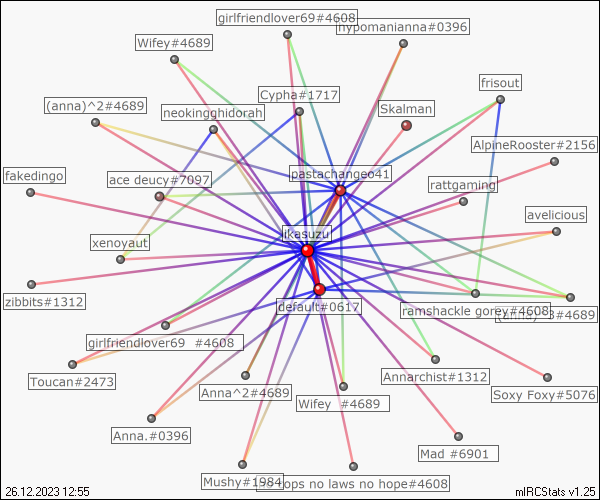 girlfriendlover69#4608
hypomanianna#0396
Wifey#4689
frisout
Cypha#1717
(anna)^2#4689
neokingghidorah
Skalman
AlpineRooster#2156
pastachangeo41
fakedingo
ace deucy#7097
rattgaming
avelicious
ikasuzu
xenoyaut
zibbits#1312
default#0617
ramshackle gorey#4608
3#4689
girlfriendlover69 #4608
Toucan#2473
Anna^2#4689
Wifey #4689
Annarchist#1312
Soxy Foxy#5076
Anna.#0396
Mad #6901
Mushy#1984
no laws no hope#4608
26.12.2023 12:55
mIRCStats v1.25